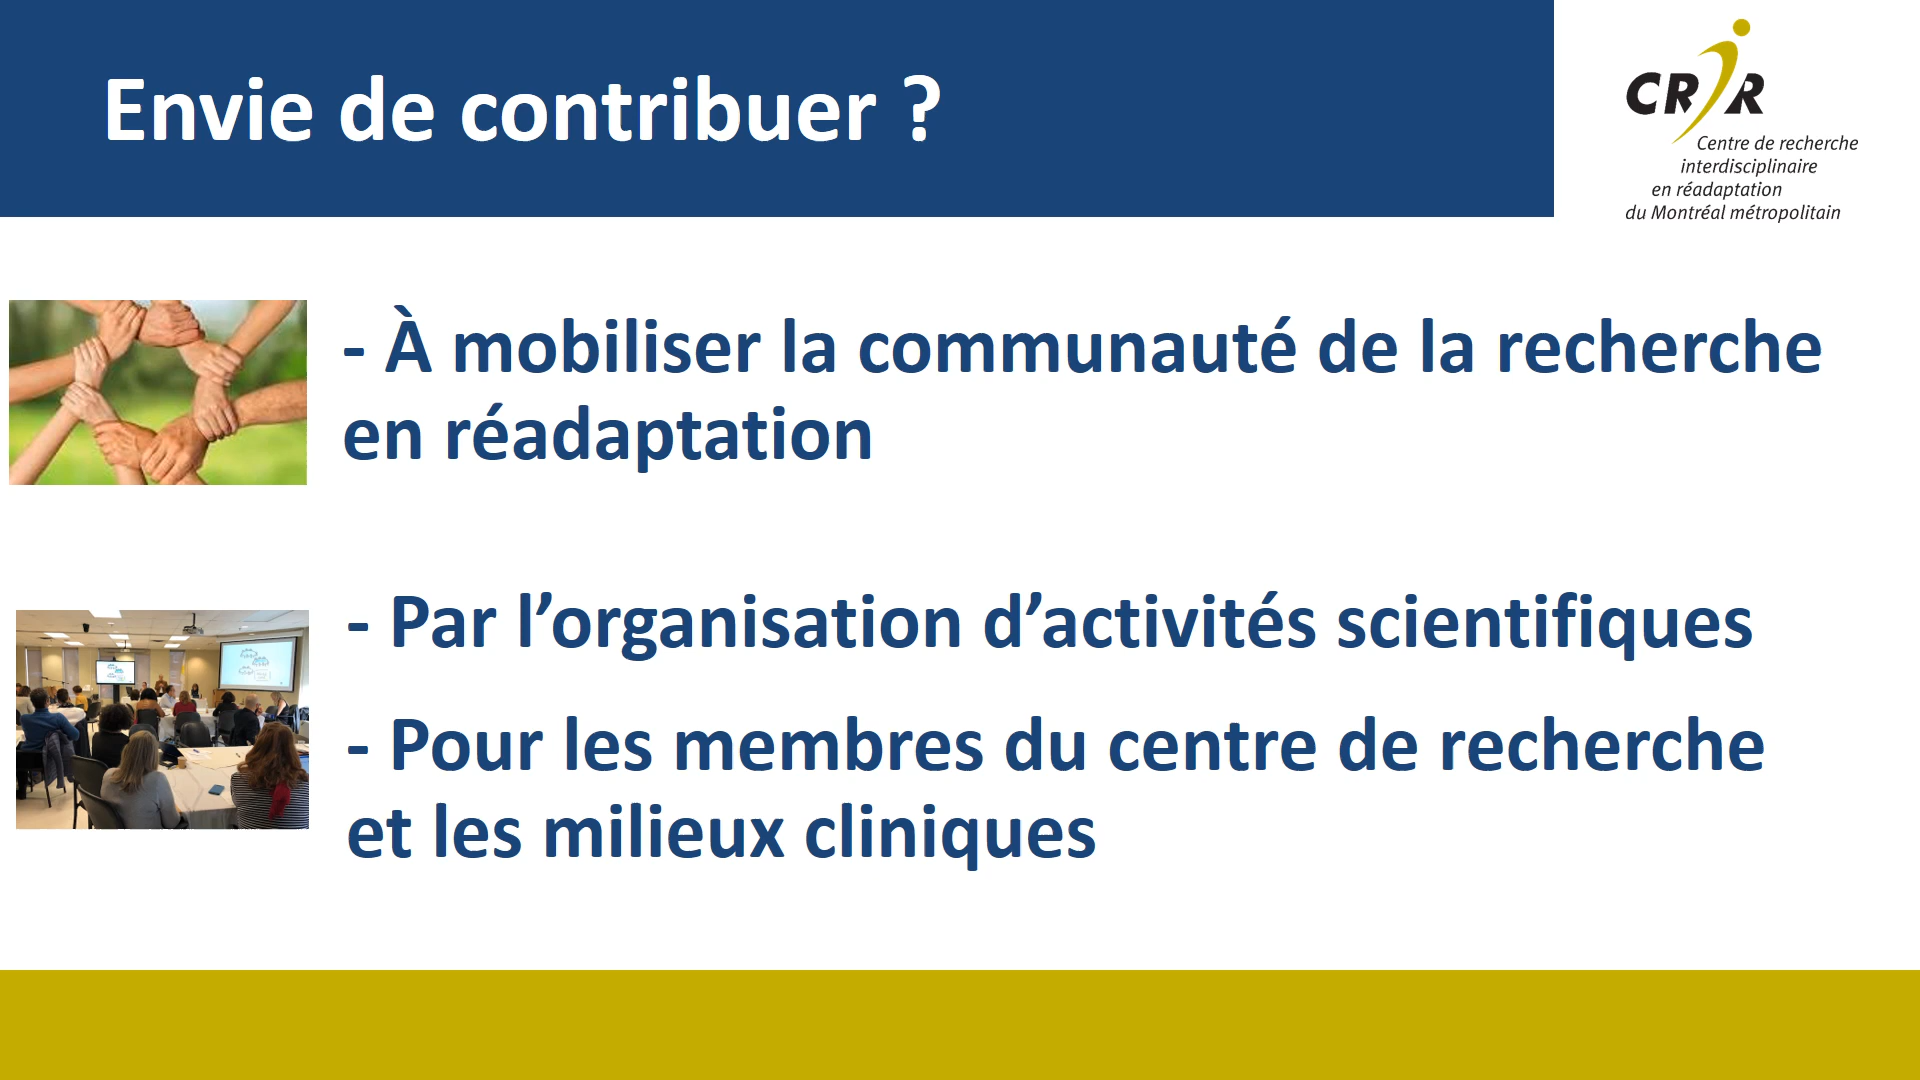 Envie de contribuer ?
CRIR
Centre de recherche
interdisciplinaire
en réadaptation
du Montréal métropolitain
- À mobiliser la communauté de la recherche
en réadaptation
- Par l’organisation d’activités scientifiques
- Pour les membres du centre de recherche
et les milieux cliniques